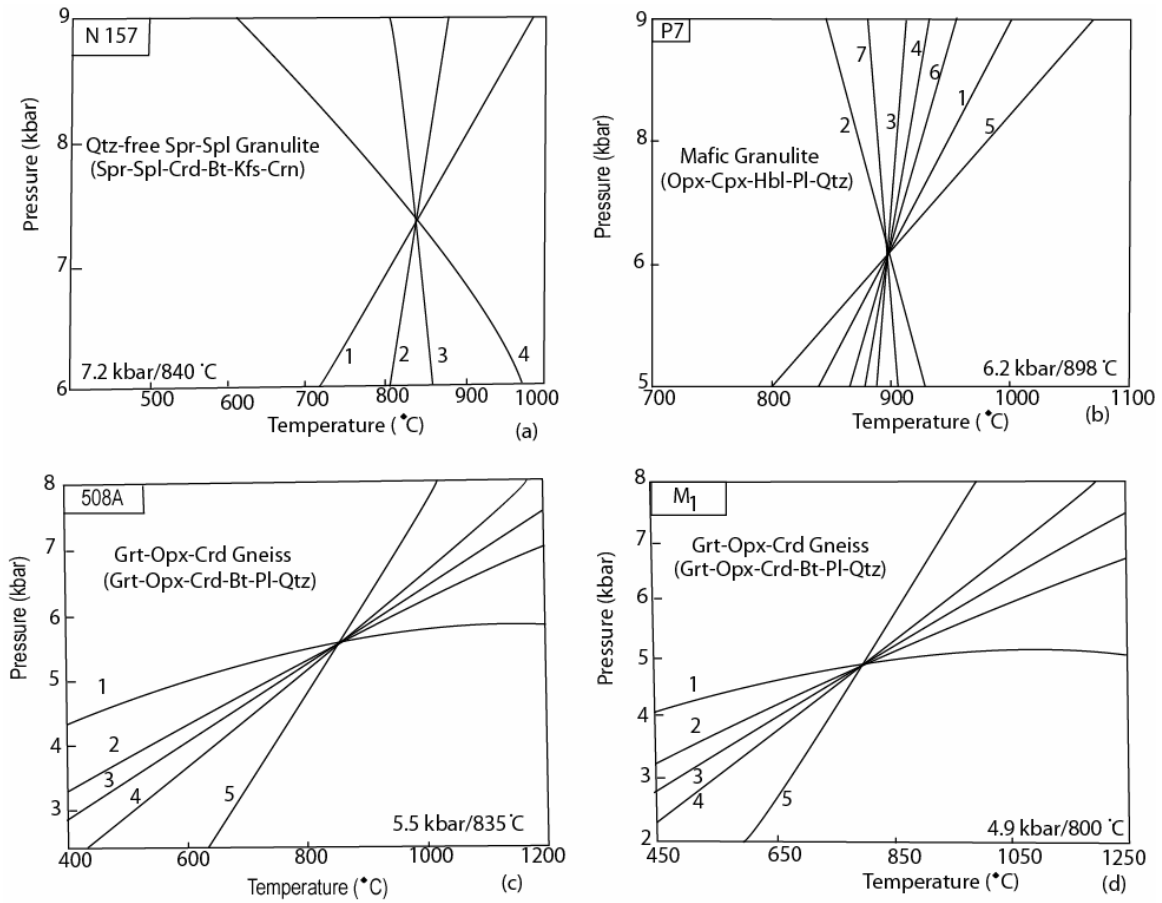 N 157
Qtz-free Spr-Spl Granulite
(Spr-Spl-Crd-Bt-Kfs-Crn)
Pressure (kbar)
9
8
7
6
1
2
3
4
7.2 kbar/840 °C
500
600
700
800
900
1000
Temperature (°C)
(a)
P7
7
4
6
1
2
3
5
Mafic Granulite
(Opx-Cpx-Hbl-Pl-Qtz)
Pressure (kbar)
9
8
6
5
6.2 kbar/898 °C
700
800
900
1000
1100
Temperature (°C)
(b)
508A
Grt-Opx-Crd Gneiss
(Grt-Opx-Crd-Bt-Pl-Qtz)
Pressure (kbar)
8
7
6
5
4
3
1
2
3
4
5
5.5 kbar/835°C
400
600
800
1000
1200
Temperature (°C)
(c)
M1
Grt-Opx-Crd Gneiss
(Grt-Opx-Crd-Bt-Pl-Qtz)
Pressure (kbar)
8
7
6
5
4
3
2
1
2
3
4
5
4.9 kbar/800 °C
450
650
850
1050
1250
Temperature (°C)
(d)